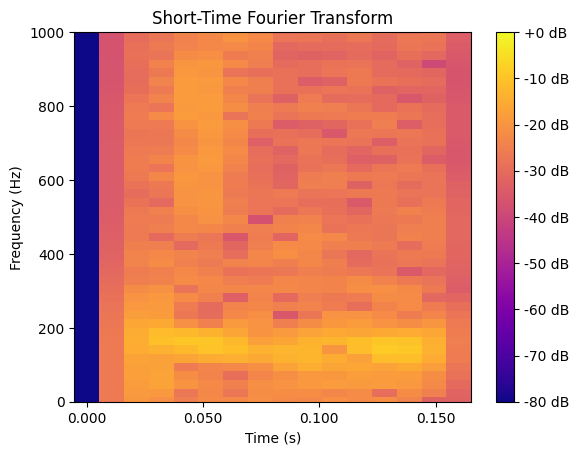 Short-Time Fourier Transform
1000
800
600
400
200
0
Frequency (Hz)
0.000
0.050
0.100
0.150
Time (s)
+0 dB
-10 dB
-20 dB
-30 dB
-40 dB
-50 dB
-60 dB
-70 dB
-80 dB